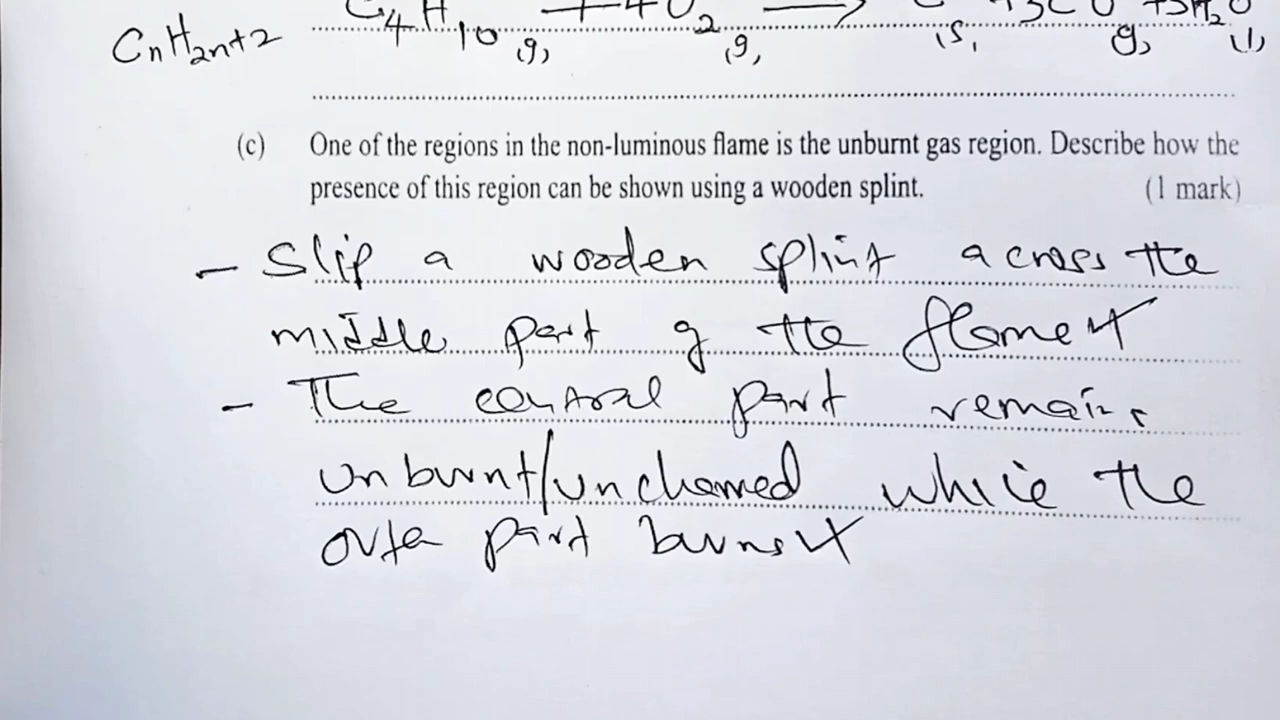 CnH2n+2
C4H10(g) + 4O2(g) → C(s) + 3CO(g) + 5H2O(l)
(c) One of the regions in the non-luminous flame is the unburnt gas region. Describe how the
presence of this region can be shown using a wooden splint. (1 mark)
- Slip a wooden splint across the
middle part of the flame
- The central part remains
unburnt/uncharred while the
outer part burns